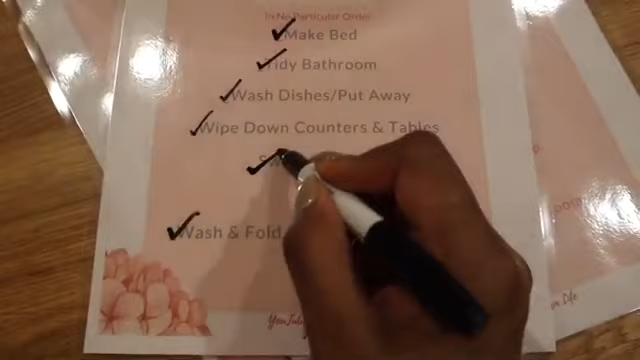 In No Particular Order
Make Bed
Tidy Bathroom
Wash Dishes/Put Away
Wipe Down Counters & Tables
Wash & Fold